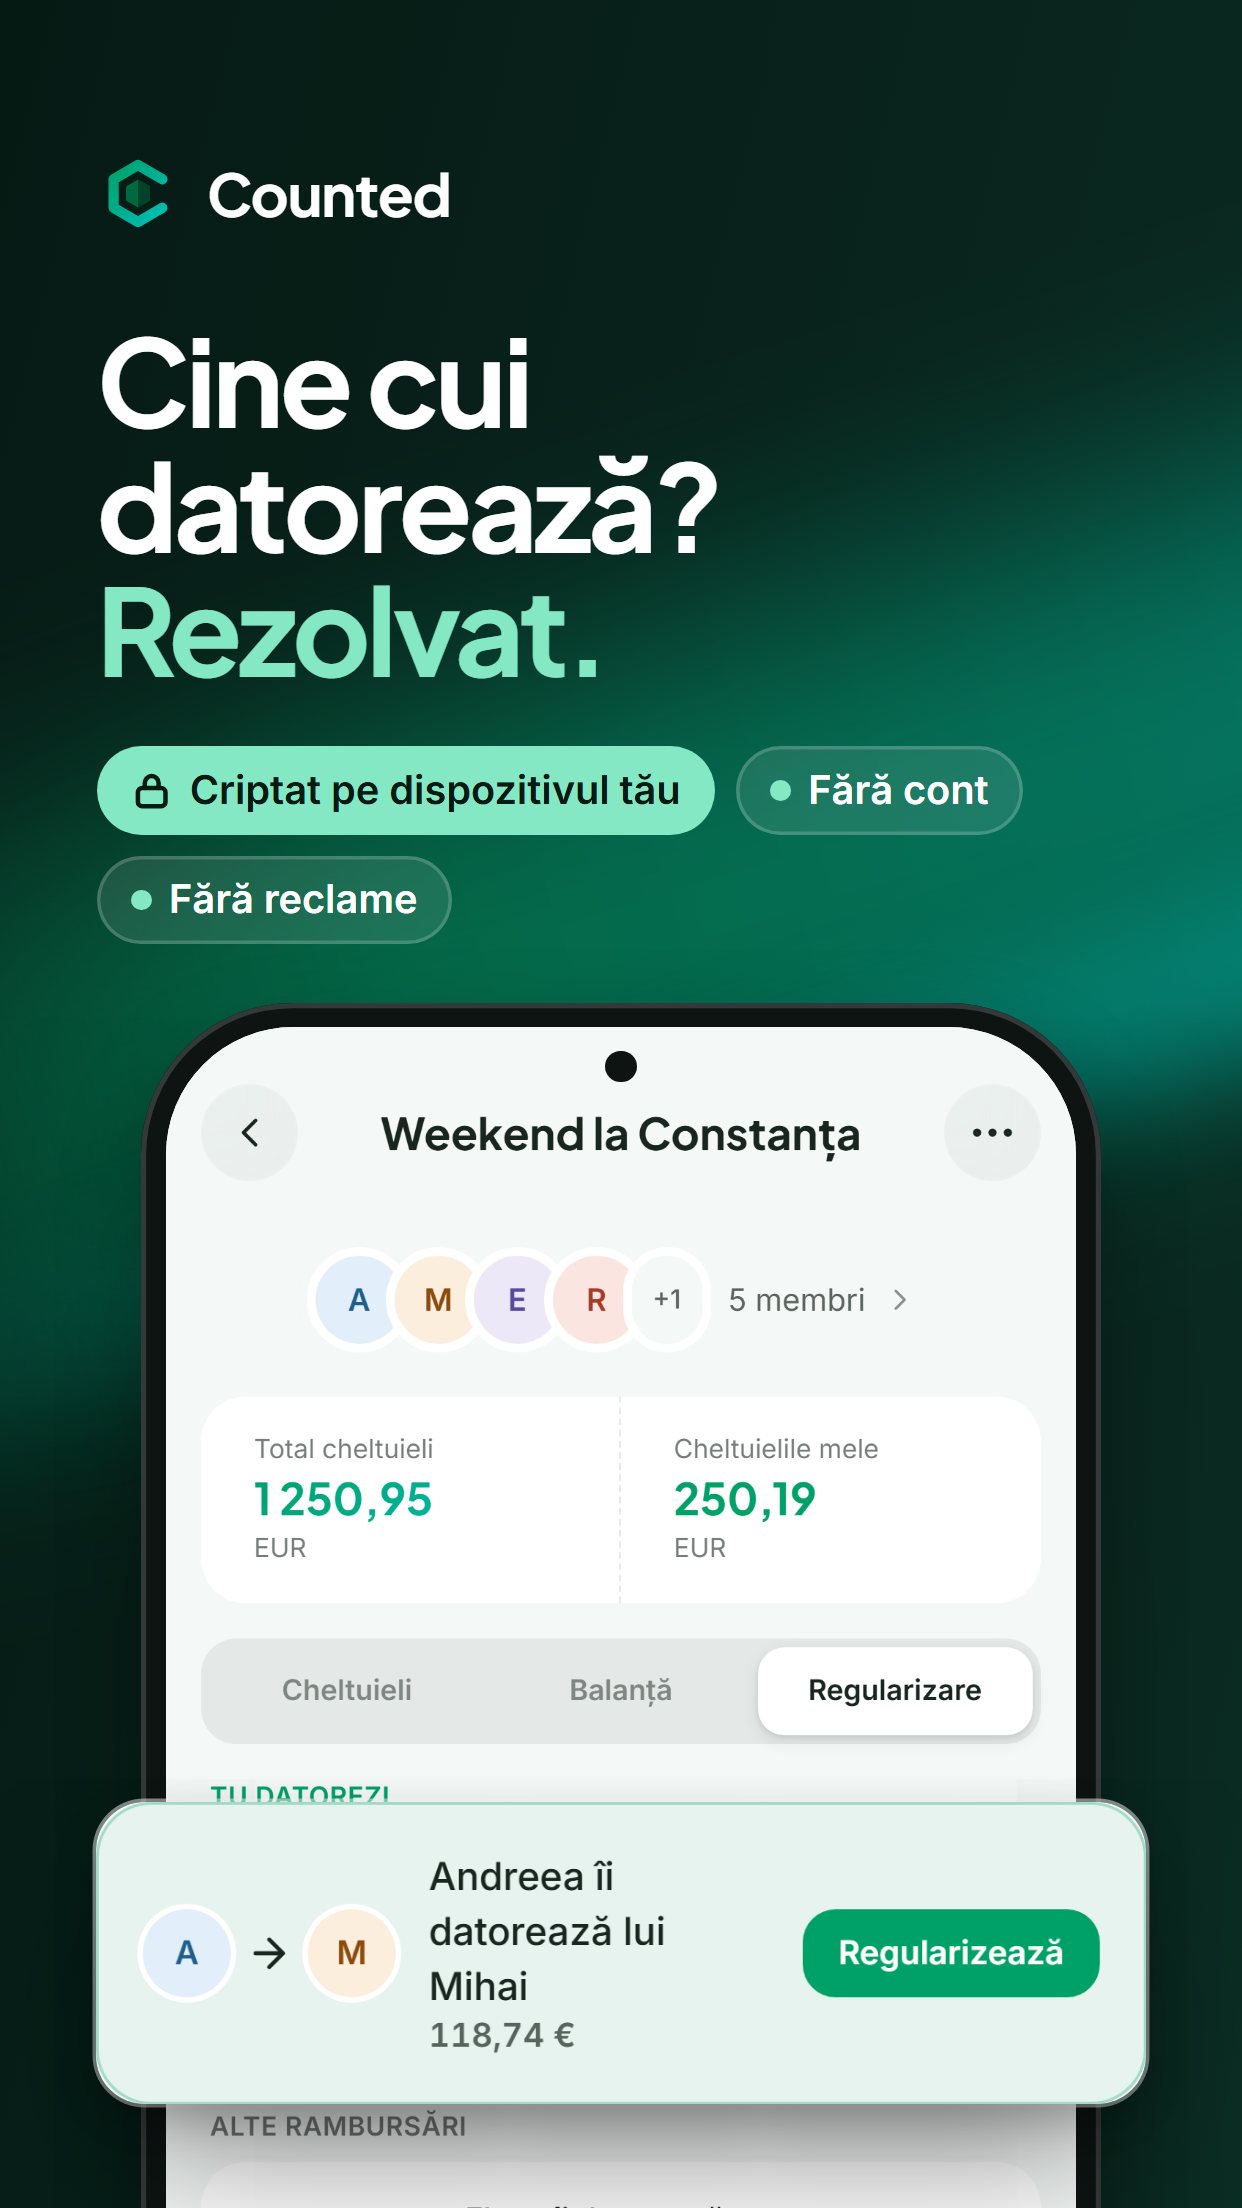 Counted
Cine cui
datorează?
Rezolvat.
Criptat pe dispozitivul tău
Fără cont
Fără reclame
Weekend la Constanța
A M E R +1 5 membri
Total cheltuieli
1 250,95
EUR
Cheltuielile mele
250,19
EUR
Cheltuieli Balanță Regularizare
TU DATOREZI
A M
Andreea îi
datorează lui
Mihai
118,74 €
Regularizează
ALTE RAMBURSĂRI